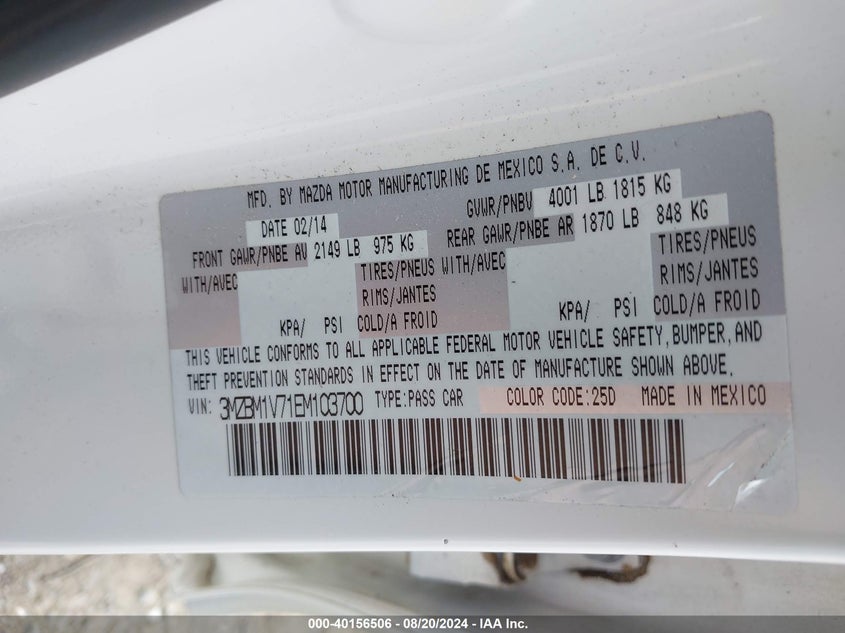 MFD. BY MAZDA MOTOR MANUFACTURING DE MEXICO S.A. DE C.V.
DATE 02/14 GVWR/PNBV 4001 LB 1815 KG
FRONT GAWR/PNBE AV 2149 LB 975 KG REAR GAWR/PNBE AR 1870 LB 848 KG
WITH/AVEC TIRES/PNEUS WITH/AVEC TIRES/PNEUS
RIMS/JANTES RIMS/JANTES
KPA/ PSI COLD/A FROID KPA/ PSI COLD/A FROID
THIS VEHICLE CONFORMS TO ALL APPLICABLE FEDERAL MOTOR VEHICLE SAFETY, BUMPER, AND
THEFT PREVENTION STANDARDS IN EFFECT ON THE DATE OF MANUFACTURE SHOWN ABOVE.
VIN: 3MZBM1V71EM103700 TYPE:PASS CAR COLOR CODE:25D MADE IN MEXICO
000-40156506 - 08/20/2024 - IAA Inc.